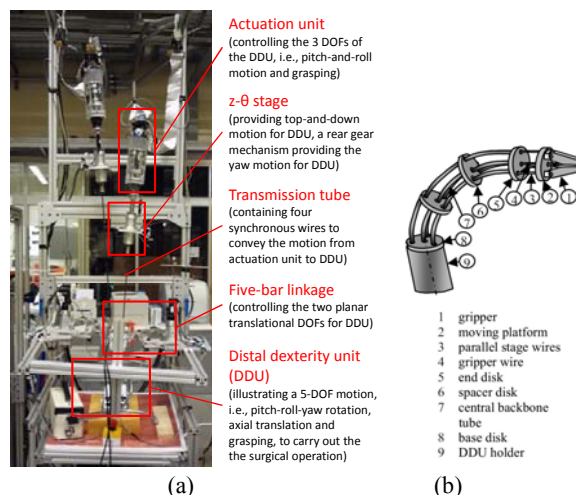 Actuation unit
(controlling the 3 DOFs of
the DDU, i.e., pitch-and-roll
motion and grasping)
z-θ stage
(providing top-and-down
motion for DDU, a rear gear
mechanism providing the
yaw motion for DDU)
Transmission tube
(containing four
synchronous wires to
convey the motion from
actuation unit to DDU)
Five-bar linkage
(controlling the two planar
translational DOFs for DDU)
Distal dexterity unit
(DDU)
(illustrating a 5-DOF motion,
i.e., pitch-roll-yaw rotation,
axial translation and
grasping, to carry out the
the surgical operation)
(a)
7
6
5
4
3
2
1
8
9
1 gripper
2 moving platform
3 parallel stage wires
4 gripper wire
5 end disk
6 spacer disk
7 central backbone
tube
8 base disk
9 DDU holder
(b)